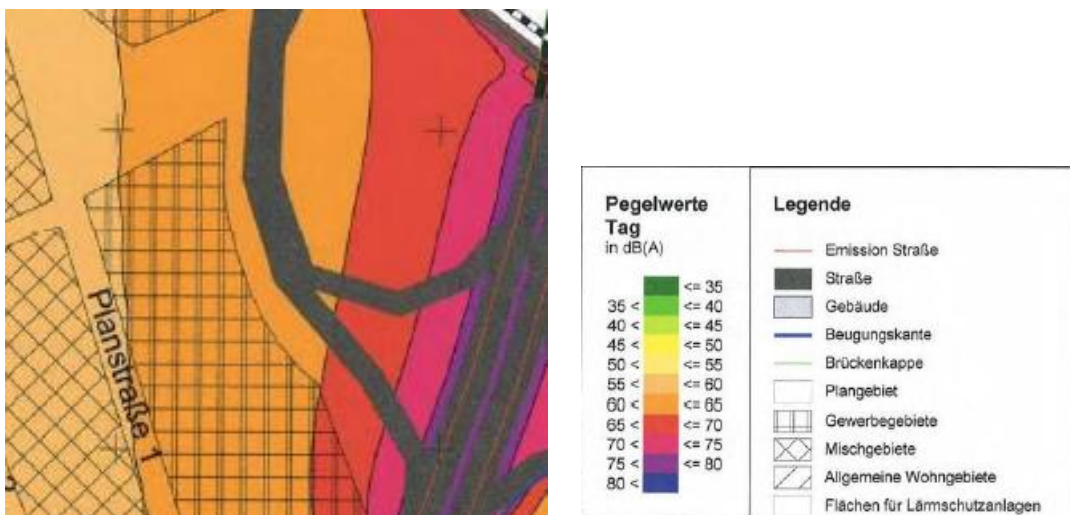 Planstraße 1
Pegelwerte
Tag
in dB(A)
<= 35
35 < <= 40
40 < <= 45
45 < <= 50
50 < <= 55
55 < <= 60
60 < <= 65
65 < <= 70
70 < <= 75
75 < <= 80
80 <
Legende
Emission Straße
Straße
Gebäude
Beugungskante
Brückenkappe
Plangebiet
Gewerbegebiete
Mischgebiete
Allgemeine Wohngebiete
Flächen für Lärmschutzanlagen